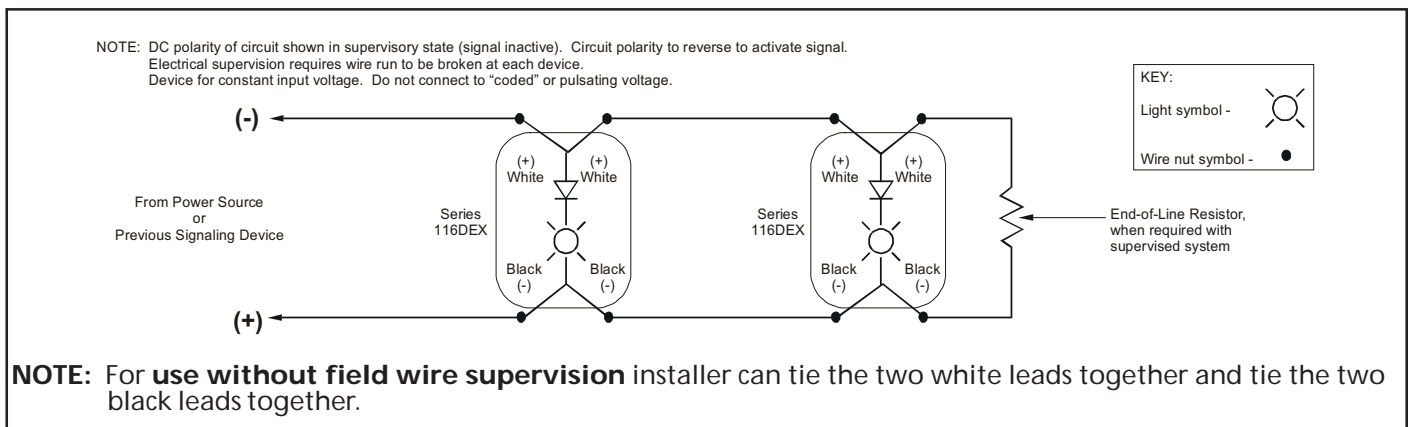 NOTE: DC polarity of circuit shown in supervisory state (signal inactive). Circuit polarity to reverse to activate signal.
Electrical supervision requires wire run to be broken at each device.
Device for constant input voltage. Do not connect to “coded” or pulsating voltage.
KEY:
Light symbol -
Wire nut symbol -
(-)
(+)
White
(+)
White
(+)
White
(+)
White
From Power Source
or
Previous Signaling Device
Series
116DEX
Series
116DEX
End-of-Line Resistor,
when required with
supervised system
Black
(-)
Black
(-)
Black
(-)
Black
(-)
(+)
NOTE: For use without field wire supervision installer can tie the two white leads together and tie the two
black leads together.